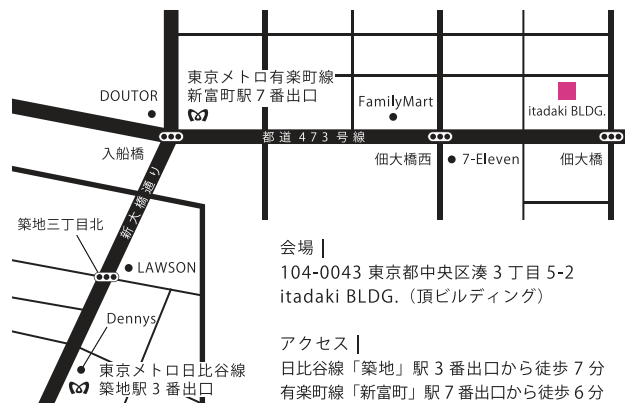 東京メトロ有楽町線
新富町駅 7 番出口
DOUTOR
FamilyMart
itadaki BLDG.
都道 473 号線
入船橋
佃大橋西
7-Eleven
佃大橋
新大橋通り
築地三丁目北
LAWSON
Dennys
東京メトロ日比谷線
築地駅 3 番出口
会場 |
104-0043 東京都中央区湊 3 丁目 5-2
itadaki BLDG.（頂ビルディング）
アクセス |
日比谷線「築地」駅 3 番出口から徒歩 7 分
有楽町線「新富町」駅 7 番出口から徒歩 6 分